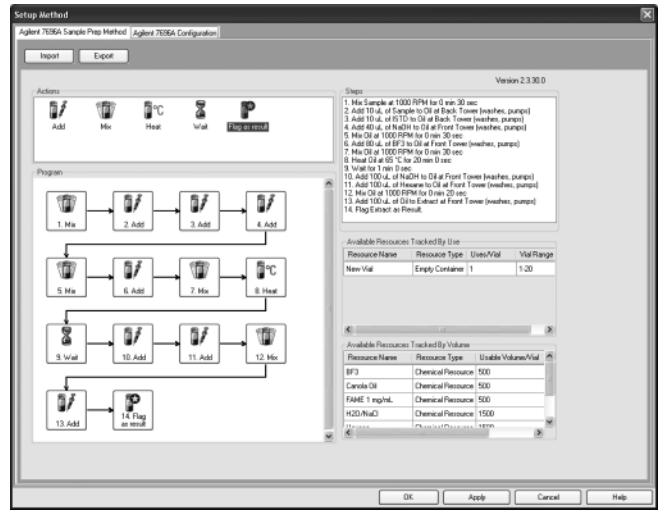 Setup Method
Agilent 7696A Sample Prep Method
Agilent 7696A Configuration
Import
Export
Version 2.3.30.0
Actions
Add
Mix
Heat
Wait
Flag as result
Program
1. Mix
2. Add
3. Add
4. Add
5. Mix
6. Add
7. Mix
8. Heat
9. Wait
10. Add
11. Add
12. Mix
13. Add
14. Flag
as result
Steps
1. Mix Sample at 1000 RPM for 0 min 30 sec
2. Add 10 uL of Sample to Oil at Back Tower (washes, pumps)
3. Add 10 uL of ISTD to Oil at Back Tower (washes, pumps)
4. Add 40 uL of NaOH to Oil at Front Tower (washes, pumps)
5. Mix Oil at 1000 RPM for 0 min 30 sec
6. Add 80 uL of BF3 to Oil at Front Tower (washes, pumps)
7. Mix Oil at 1000 RPM for 0 min 30 sec
8. Heat Oil at 65 °C for 20 min 0 sec
9. Wait for 1 min 0 sec
10. Add 100 uL of NaOH to Oil at Front Tower (washes, pumps)
11. Add 100 uL of Hexane to Oil at Front Tower (washes, pumps)
12. Mix Oil at 1000 RPM for 0 min 20 sec
13. Add 100 uL of Oil to Extract at Front Tower (washes, pumps)
14. Flag Extract as Result.
Available Resources Tracked By Use
Resource Name Resource Type Uses/Vial Vial Range
New Vial Empty Container 1 1-20
Available Resources Tracked By Volume
Resource Name Resource Type Usable Volume/Vial
BF3 Chemical Resource 500
Canola Oil Chemical Resource 500
FAME 1 mg/mL Chemical Resource 500
H2O/NaCl Chemical Resource 1500
Hexane Chemical Resource 1500
OK
Apply
Cancel
Help